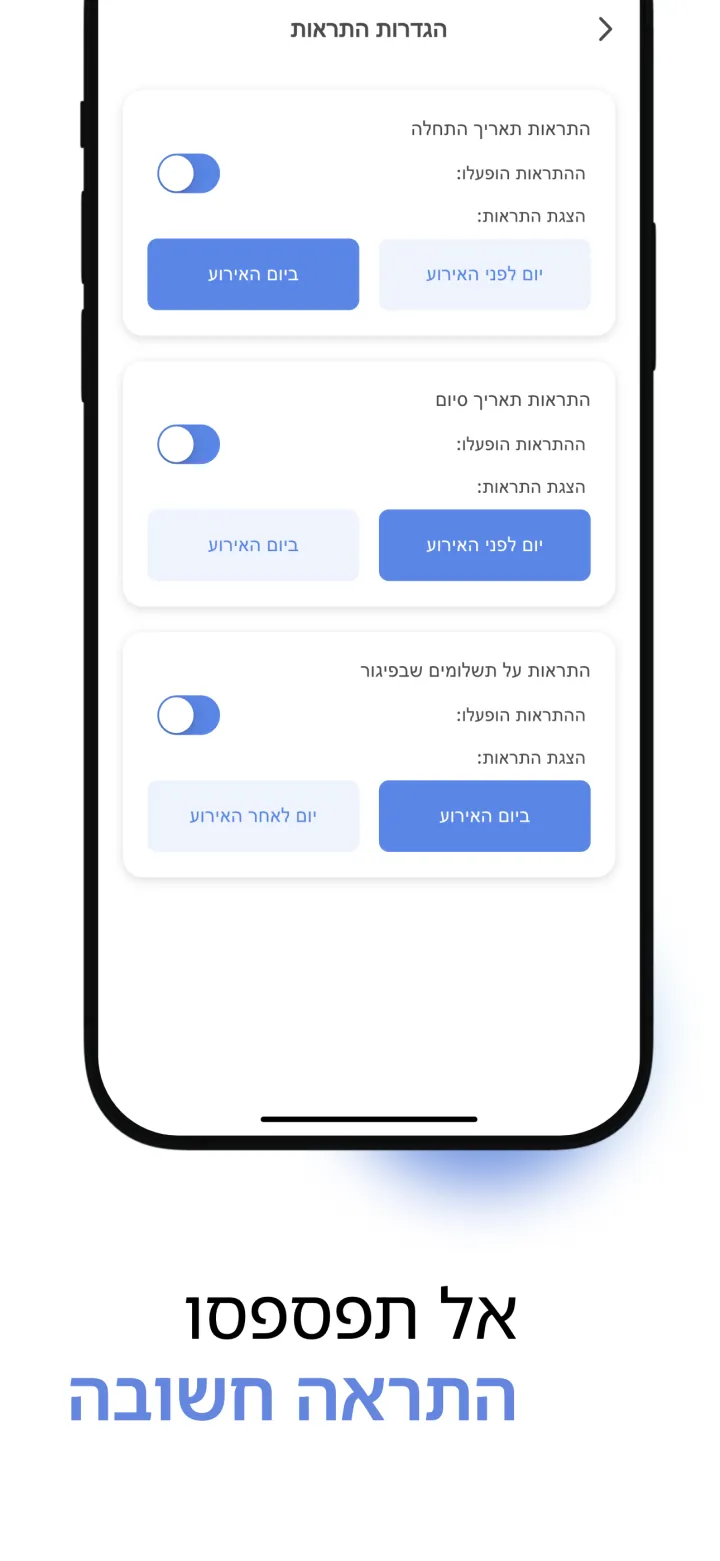 הגדרות התראות
התראות תאריך התחלה
ההתראות הופעלו:
הצגת התראות:
יום לפני האירוע ביום האירוע
התראות תאריך סיום
ההתראות הופעלו:
הצגת התראות:
יום לפני האירוע ביום האירוע
התראות על תשלומים שבפיגור
ההתראות הופעלו:
הצגת התראות:
ביום האירוע יום לאחר האירוע
אל תפספסו
התראה חשובה